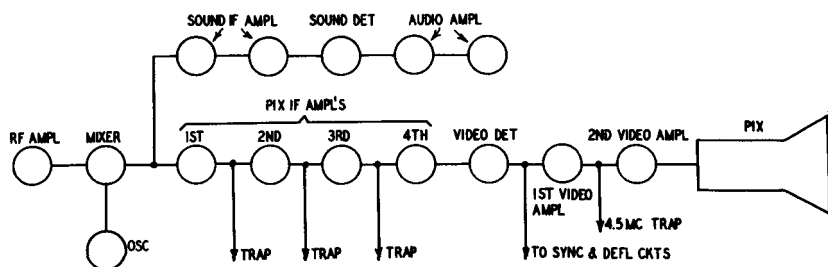 SOUND IF AMPL SOUND DET AUDIO AMPL
PIX IF AMPL'S
RF AMPL MIXER 1ST 2ND 3RD 4TH VIDEO DET 2ND VIDEO AMPL PIX
1ST VIDEO
AMPL
4.5MC TRAP
OSC TRAP TRAP TRAP TO SYNC & DEFL CKTS